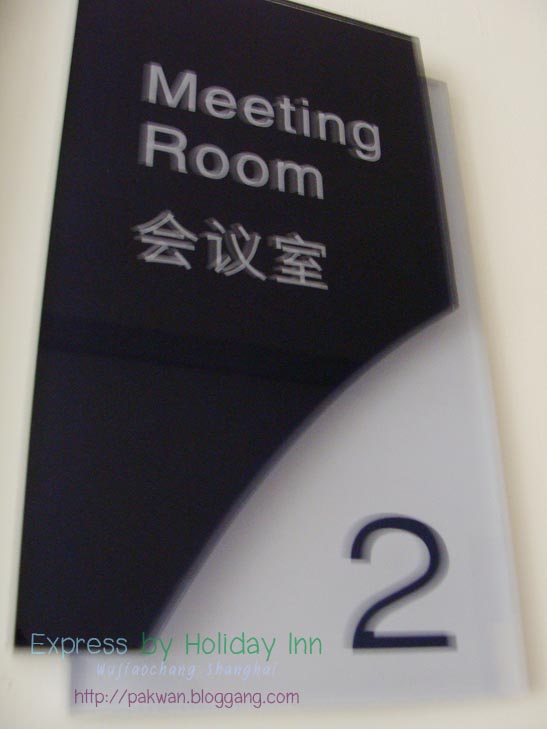 Meeting
Room
会议室
2
Express by Holiday Inn
Wujiaochang Shanghai
http://pakwan.bloggang.com